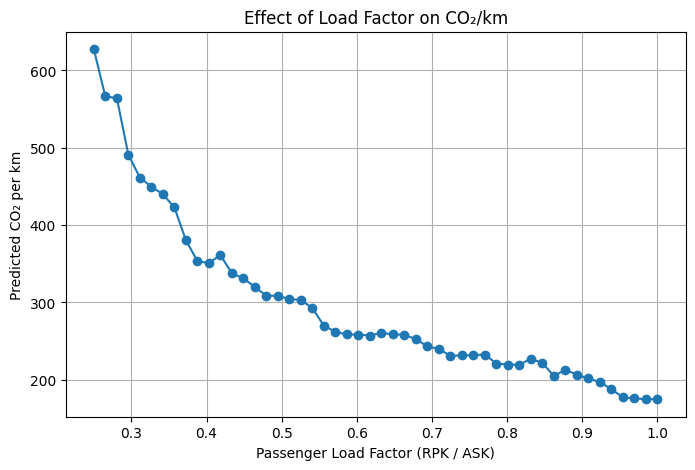 Effect of Load Factor on CO₂/km
Predicted CO₂ per km
600
500
400
300
200
0.3 0.4 0.5 0.6 0.7 0.8 0.9 1.0
Passenger Load Factor (RPK / ASK)